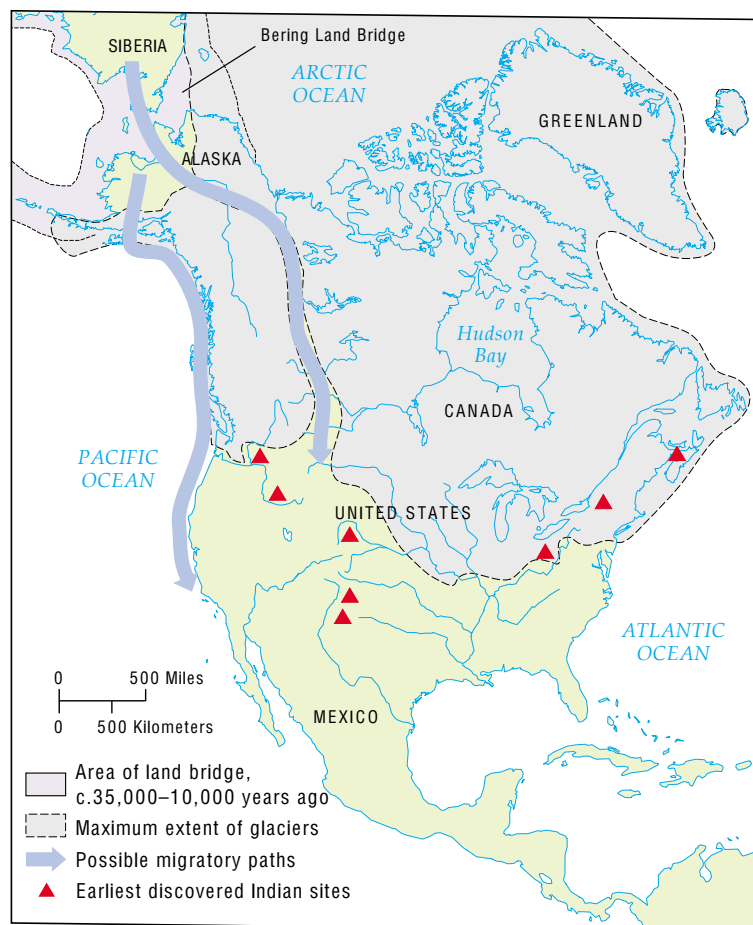 SIBERIA
Bering Land Bridge
ARCTIC
OCEAN
GREENLAND
ALASKA
Hudson
Bay
CANADA
PACIFIC
OCEAN
UNITED STATES
ATLANTIC
OCEAN
0 500 Miles
0 500 Kilometers
MEXICO
Area of land bridge,
c.35,000–10,000 years ago
Maximum extent of glaciers
Possible migratory paths
Earliest discovered Indian sites